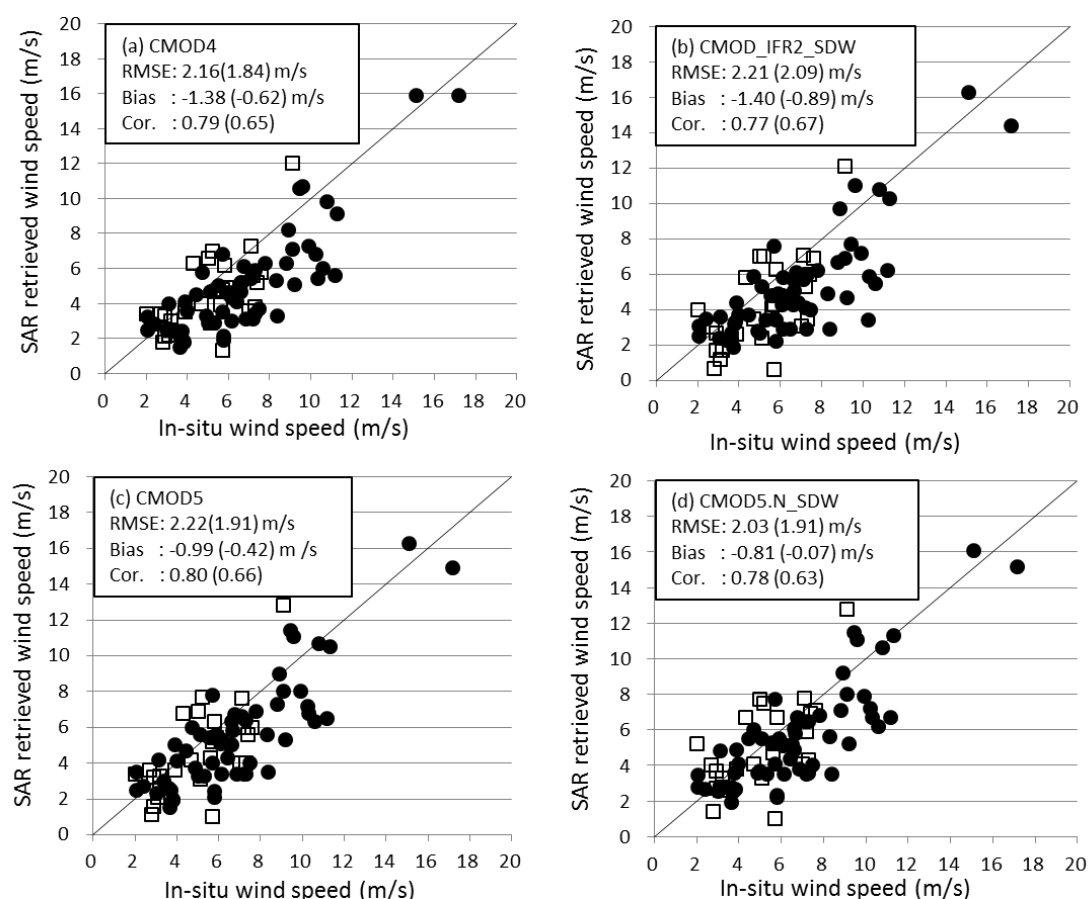 (a) CMOD4
RMSE: 2.16(1.84) m/s
Bias : -1.38 (-0.62) m/s
Cor. : 0.79 (0.65)
SAR retrieved wind speed (m/s)
20
18
16
14
12
10
8
6
4
2
0
0 2 4 6 8 10 12 14 16 18 20
In-situ wind speed (m/s)
(b) CMOD_IFR2_SDW
RMSE: 2.21 (2.09) m/s
Bias : -1.40 (-0.89) m/s
Cor. : 0.77 (0.67)
SAR retrieved wind speed (m/s)
20
18
16
14
12
10
8
6
4
2
0
0 2 4 6 8 10 12 14 16 18 20
In-situ wind speed (m/s)
(c) CMOD5
RMSE: 2.22(1.91) m/s
Bias : -0.99 (-0.42) m /s
Cor. : 0.80 (0.66)
SAR retrieved wind speed (m/s)
20
18
16
14
12
10
8
6
4
2
0
0 2 4 6 8 10 12 14 16 18 20
In-situ wind speed (m/s)
(d) CMOD5.N_SDW
RMSE: 2.03 (1.91) m/s
Bias : -0.81 (-0.07) m/s
Cor. : 0.78 (0.63)
SAR retrieved wind speed (m/s)
20
18
16
14
12
10
8
6
4
2
0
0 2 4 6 8 10 12 14 16 18 20
In-situ wind speed (m/s)